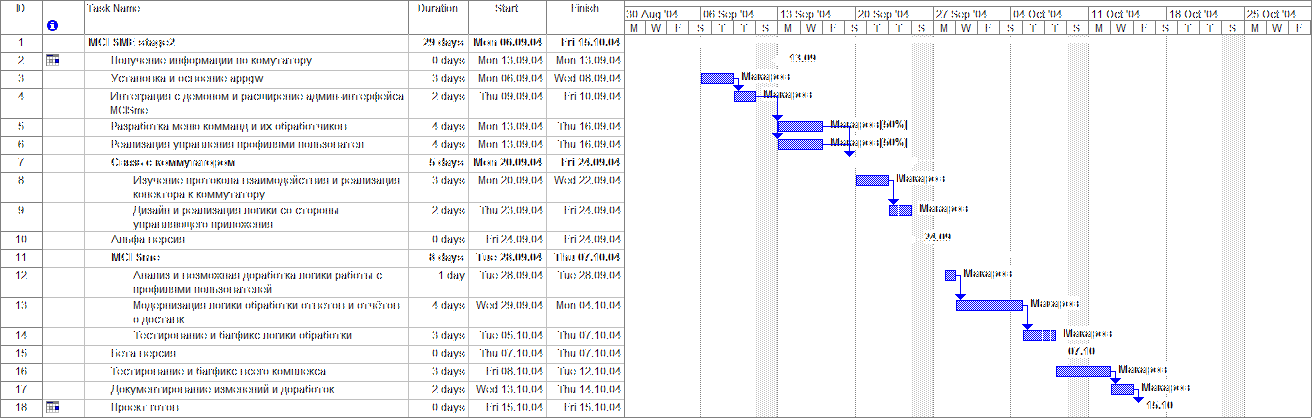 ID Task Name Duration Start Finish 30 Aug '04 06 Sep '04 13 Sep '04 20 Sep '04 27 Sep '04 04 Oct '04 11 Oct '04 18 Oct '04 25 Oct '04
M W F S T T S M W F S T T S M W F S T T S M W F S T T S M W F
1 MCISME stage2 29 days Mon 06.09.04 Fri 15.10.04
2 Получение информации по комутатору 0 days Mon 13.09.04 Mon 13.09.04 13.09
3 Установка и освоение appgw 3 days Mon 06.09.04 Wed 08.09.04 Макаров
4 Интеграция с демоном и расширение админ-интерфейса 2 days Thu 09.09.04 Fri 10.09.04 Макаров
MCISme
5 Разработка меню команд и их обработчиков 4 days Mon 13.09.04 Thu 16.09.04 Макаров[50%]
6 Реализация управления профилями пользовател 4 days Mon 13.09.04 Thu 16.09.04 Макаров[50%]
7 Связь с коммутатором 5 days Mon 20.09.04 Fri 24.09.04
8 Изучение протокола взаимодействия и реализация 3 days Mon 20.09.04 Wed 22.09.04 Макаров
конектора к коммутатору
9 Дизайн и реализация логики со стороны 2 days Thu 23.09.04 Fri 24.09.04 Макаров
управляющего приложения
10 Альфа версия 0 days Fri 24.09.04 Fri 24.09.04 24.09
11 MCISme 8 days Tue 28.09.04 Thu 07.10.04
12 Анализ и возможная доработка логики работы с 1 day Tue 28.09.04 Tue 28.09.04 Макаров
профилями пользователей
13 Модернизация логики обработки ответов и отчётов 4 days Wed 29.09.04 Mon 04.10.04 Макаров
о доставк
14 Тестирование и багфикс логики обработки 3 days Tue 05.10.04 Thu 07.10.04 Макаров
15 Бета версия 0 days Thu 07.10.04 Thu 07.10.04 07.10
16 Тестирование и багфикс всего комплекса 3 days Fri 08.10.04 Tue 12.10.04 Макаров
17 Документирование изменений и доработок 2 days Wed 13.10.04 Thu 14.10.04 Макаров
18 Проект готов 0 days Fri 15.10.04 Fri 15.10.04 15.10